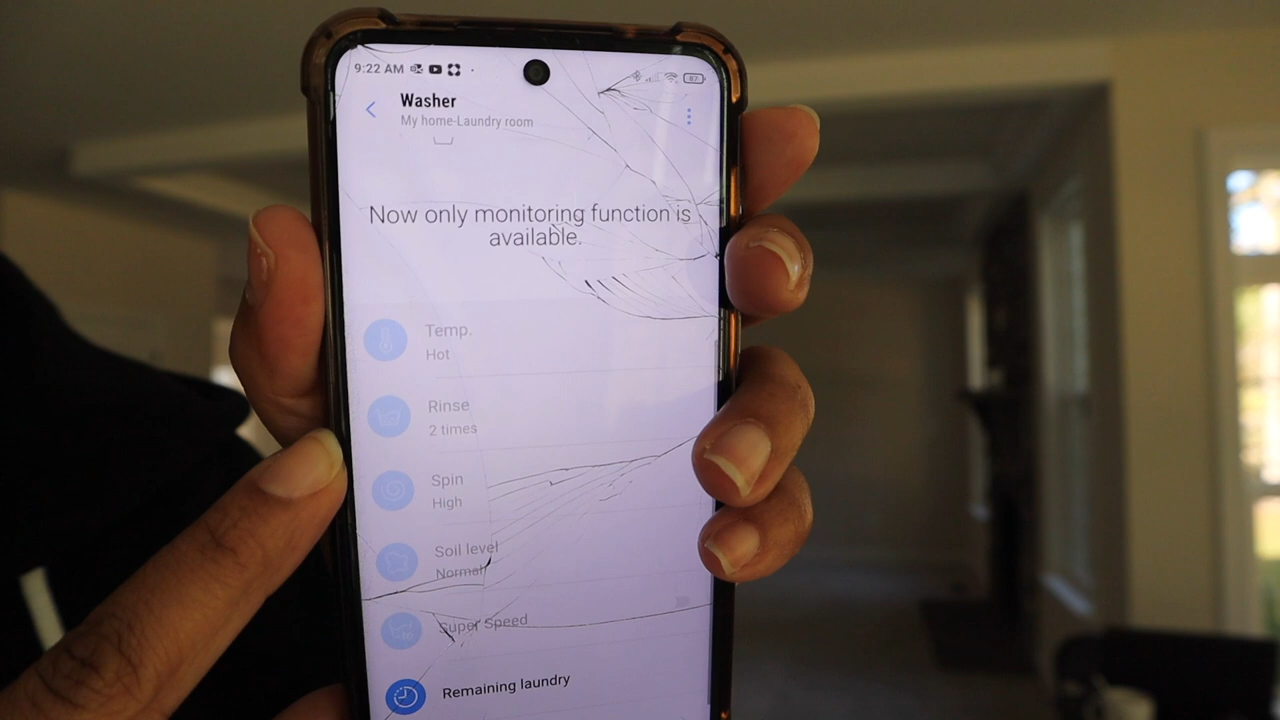 9:22 AM
87
Washer
My home-Laundry room
Now only monitoring function is
available.
Temp.
Hot
Rinse
2 times
Spin
High
Soil level
Normal
Super Speed
Remaining laundry